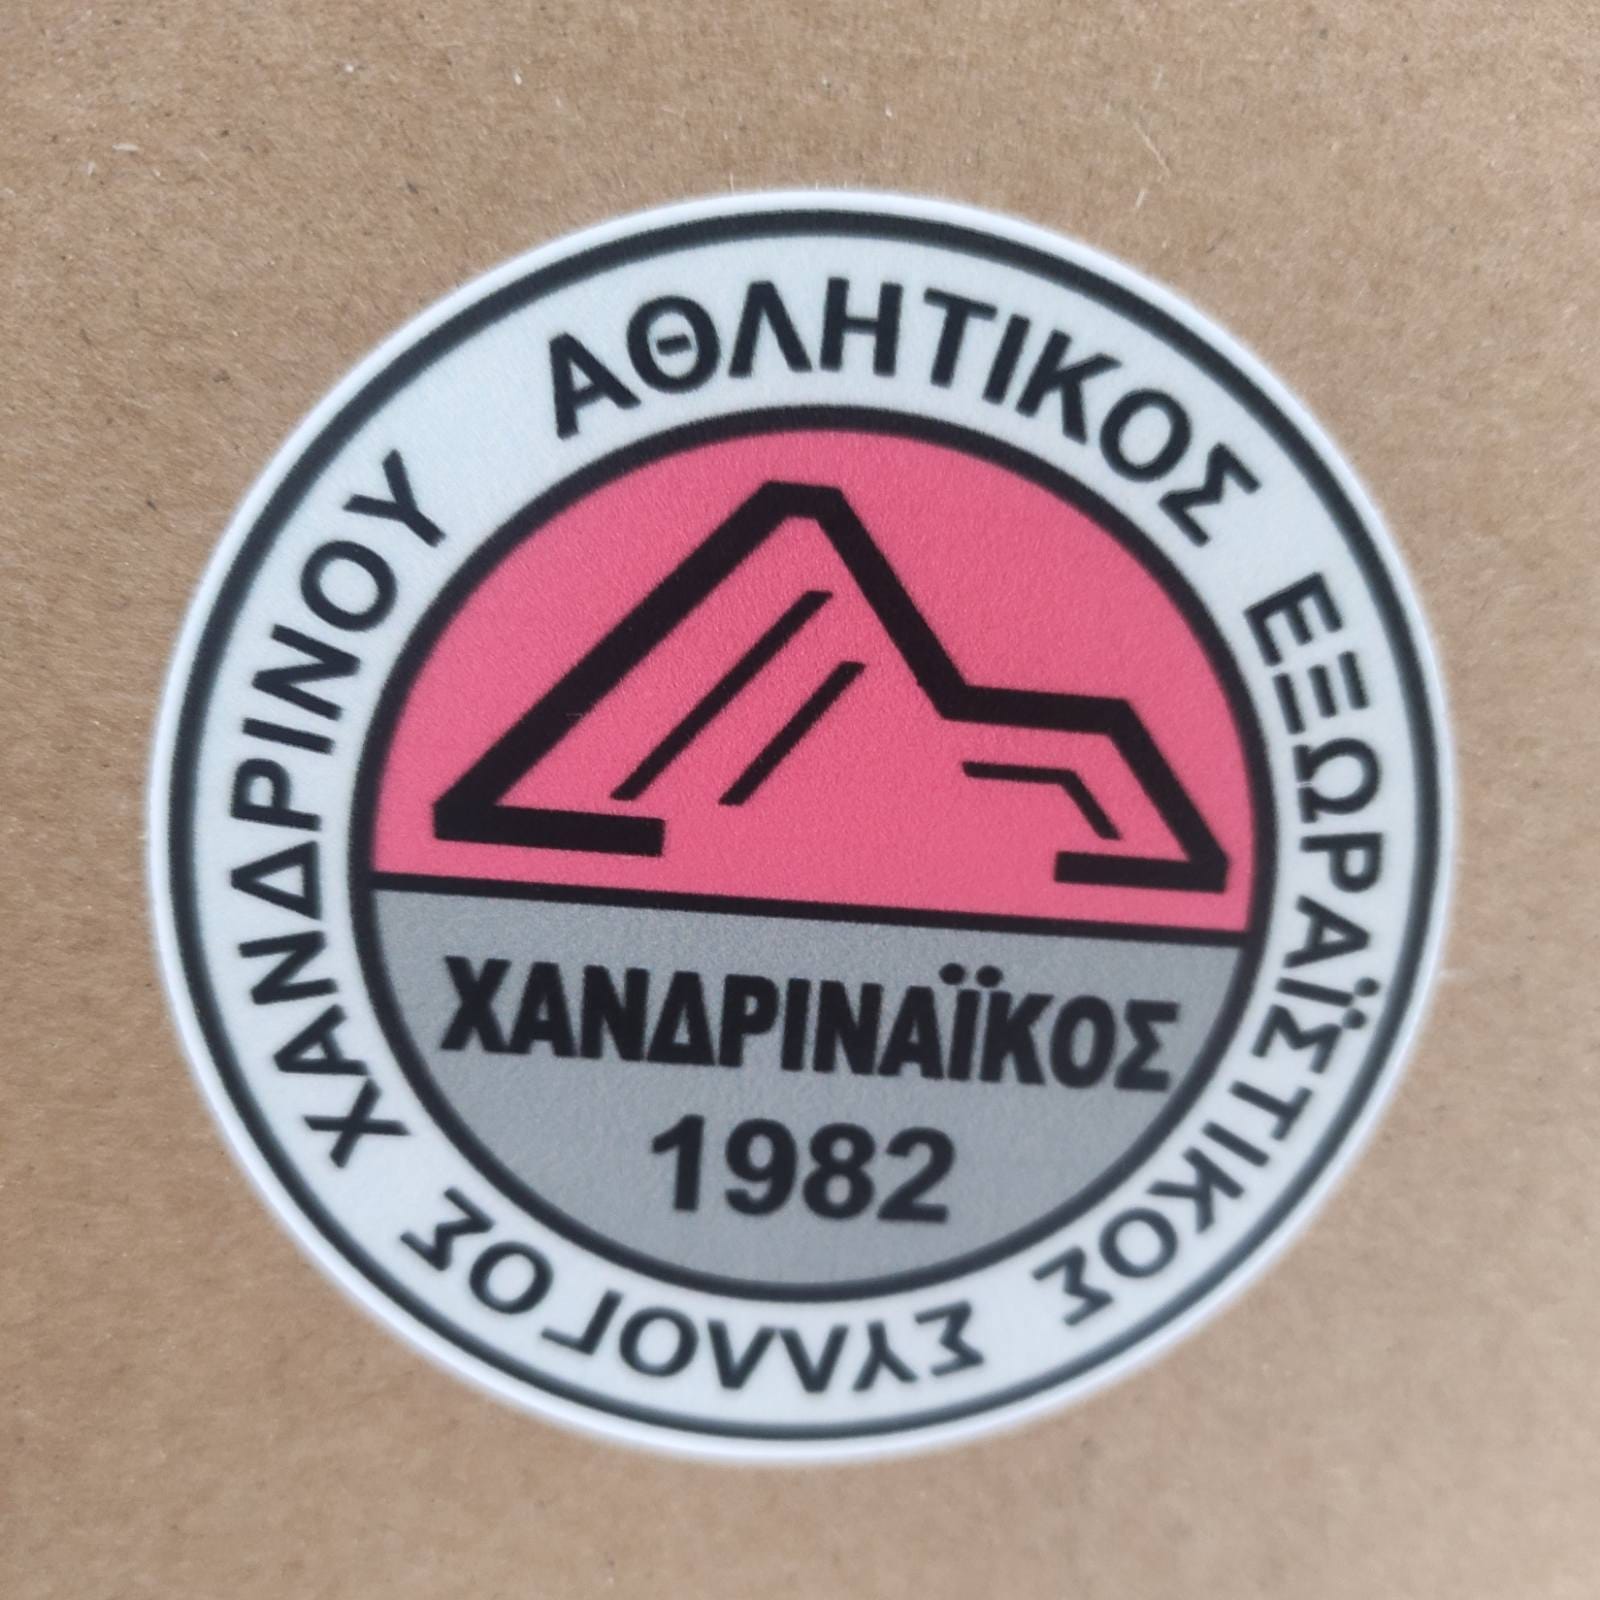 ΑΘΛΗΤΙΚΟΣ ΕΞΩΡΑΪΣΤΙΚΟΣ ΣΥΛΛΟΓΟΣ ΧΑΝΔΡΙΝΟΥ
ΧΑΝΔΡΙΝΑΪΚΟΣ
1982